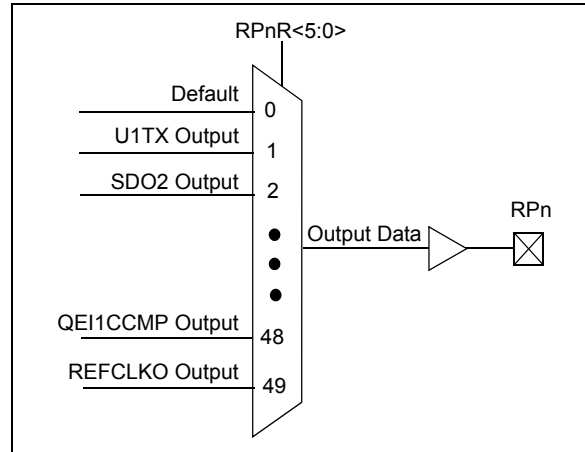 RPnR<5:0>
Default
0
U1TX Output
1
SDO2 Output
2
RPn
Output Data
QEI1CCMP Output
48
REFCLKO Output
49